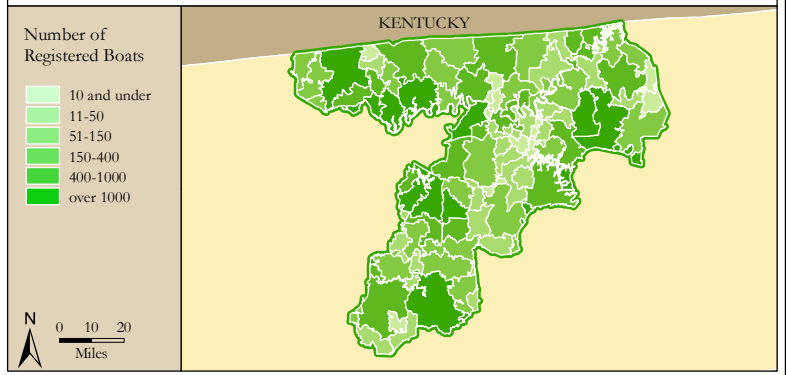 KENTUCKY
Number of
Registered Boats
10 and under
11-50
51-150
150-400
400-1000
over 1000
N
0 10 20
Miles